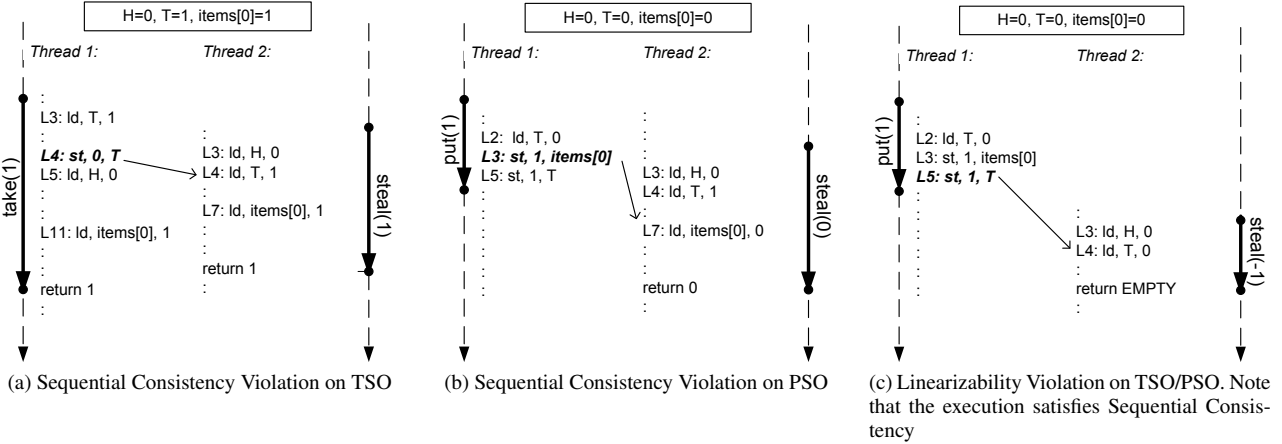 H=0, T=1, items[0]=1
Thread 1:
Thread 2:
:
L3: ld, T, 1
:
L4: st, 0, T
L5: ld, H, 0
:
:
L11: ld, items[0], 1
:
:
:
return 1
:
:
L3: ld, H, 0
L4: ld, T, 1
:
L7: ld, items[0], 1
:
:
return 1
:
take(1)
steal(1)
(a) Sequential Consistency Violation on TSO
H=0, T=0, items[0]=0
Thread 1:
Thread 2:
:
L2: ld, T, 0
L3: st, 1, items[0]
L5: st, 1, T
:
:
:
:
:
:
:
:
:
:
L3: ld, H, 0
L4: ld, T, 1
:
L7: ld, items[0], 0
:
:
return 0
:
put(1)
steal(0)
(b) Sequential Consistency Violation on PSO
H=0, T=0, items[0]=0
Thread 1:
Thread 2:
:
L2: ld, T, 0
L3: st, 1, items[0]
L5: st, 1, T
:
:
:
:
:
:
:
:
:
L3: ld, H, 0
L4: ld, T, 0
:
return EMPTY
:
put(1)
steal(-1)
(c) Linearizability Violation on TSO/PSO. Note
that the execution satisfies Sequential Consis-
tency